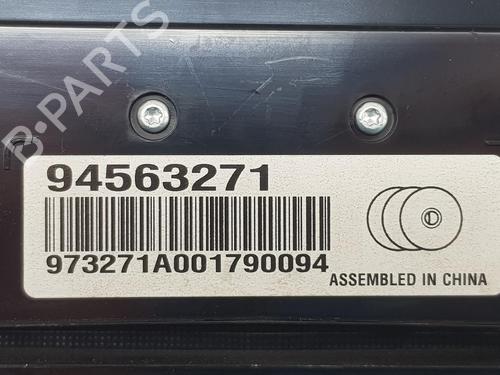 B-PARTS
94563271
973271A001790094
ASSEMBLED IN CHINA